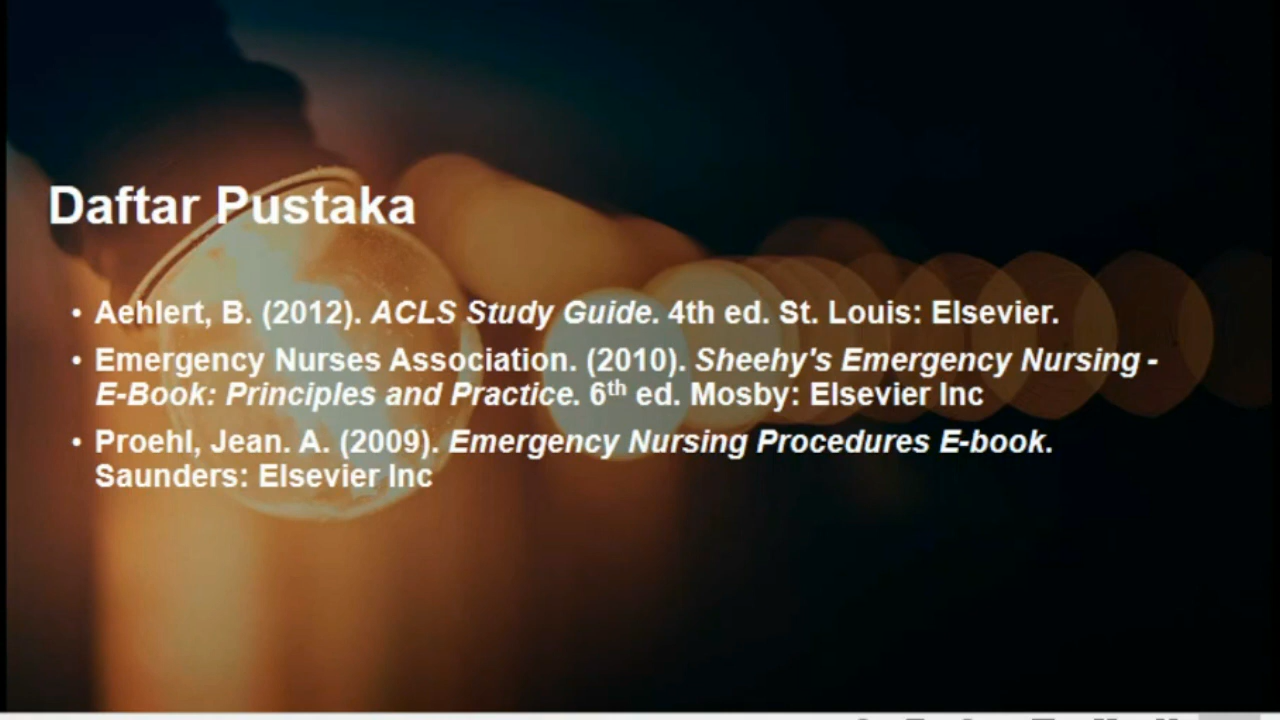 Daftar Pustaka
• Aehlert, B. (2012). ACLS Study Guide. 4th ed. St. Louis: Elsevier.
• Emergency Nurses Association. (2010). Sheehy's Emergency Nursing -
E-Book: Principles and Practice. 6th ed. Mosby: Elsevier Inc
• Proehl, Jean. A. (2009). Emergency Nursing Procedures E-book.
Saunders: Elsevier Inc